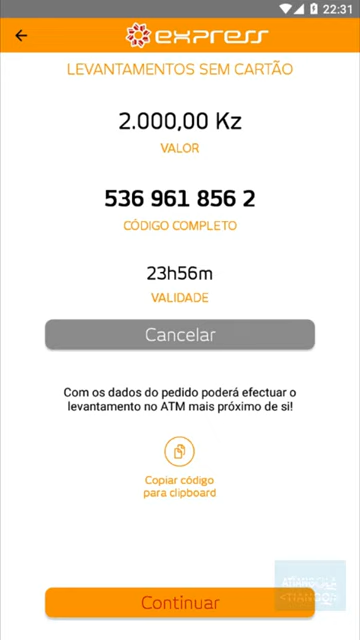 22:31
express
LEVANTAMENTOS SEM CARTÃO
2.000,00 Kz
VALOR
536 961 856 2
CÓDIGO COMPLETO
23h56m
VALIDADE
Cancelar
Com os dados do pedido poderá efectuar o
levantamento no ATM mais próximo de si!
Copiar código
para clipboard
Continuar